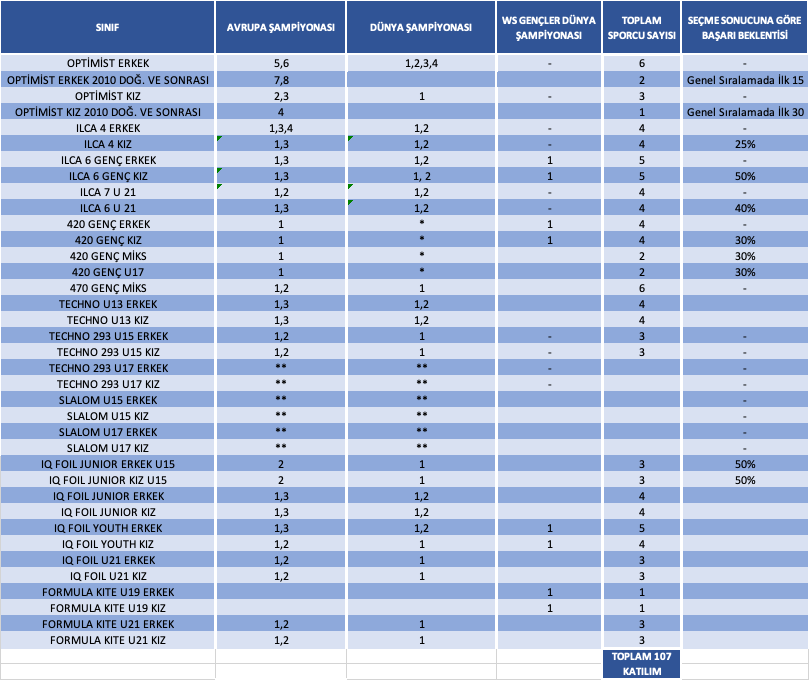 SINIF AVRUPA ŞAMPİYONASI DÜNYA ŞAMPİYONASI WS GENÇLER DÜNYA ŞAMPİYONASI TOPLAM SPORCU SAYISI SEÇME SONUCUNA GÖRE BAŞARI BEKLENTİSİ
OPTİMİST ERKEK 5,6 1,2,3,4 - 6 -
OPTİMİST ERKEK 2010 DOĞ. VE SONRASI 7,8 2 Genel Sıralamada İlk 15
OPTİMİST KIZ 2,3 1 - 3 -
OPTİMİST KIZ 2010 DOĞ. VE SONRASI 4 1 Genel Sıralamada İlk 30
ILCA 4 ERKEK 1,3,4 1,2 - 4 -
ILCA 4 KIZ 1,3 1,2 - 4 25%
ILCA 6 GENÇ ERKEK 1,3 1,2 1 5 -
ILCA 6 GENÇ KIZ 1,3 1, 2 1 5 50%
ILCA 7 U 21 1,2 1,2 - 4 -
ILCA 6 U 21 1,3 1,2 - 4 40%
420 GENÇ ERKEK 1 * 1 4 -
420 GENÇ KIZ 1 * 1 4 30%
420 GENÇ MİKS 1 * 2 30%
420 GENÇ U17 1 * 2 30%
470 GENÇ MİKS 1,2 1 6 -
TECHNO U13 ERKEK 1,3 1,2 4
TECHNO U13 KIZ 1,3 1,2 4
TECHNO 293 U15 ERKEK 1,2 1 - 3 -
TECHNO 293 U15 KIZ 1,2 1 - 3 -
TECHNO 293 U17 ERKEK ** ** - -
TECHNO 293 U17 KIZ ** ** - -
SLALOM U15 ERKEK ** ** -
SLALOM U15 KIZ ** ** -
SLALOM U17 ERKEK ** ** -
SLALOM U17 KIZ ** ** -
IQ FOIL JUNIOR ERKEK U15 2 1 3 50%
IQ FOIL JUNIOR KIZ U15 2 1 3 50%
IQ FOIL JUNIOR ERKEK 1,3 1,2 4
IQ FOIL JUNIOR KIZ 1,3 1,2 4
IQ FOIL YOUTH ERKEK 1,3 1,2 1 5
IQ FOIL YOUTH KIZ 1,2 1 1 4
IQ FOIL U21 ERKEK 1,2 1 3
IQ FOIL U21 KIZ 1,2 1 3
FORMULA KITE U19 ERKEK 1 1
FORMULA KITE U19 KIZ 1 1
FORMULA KITE U21 ERKEK 1,2 1 3
FORMULA KITE U21 KIZ 1,2 1 3
TOPLAM 107
KATILIM